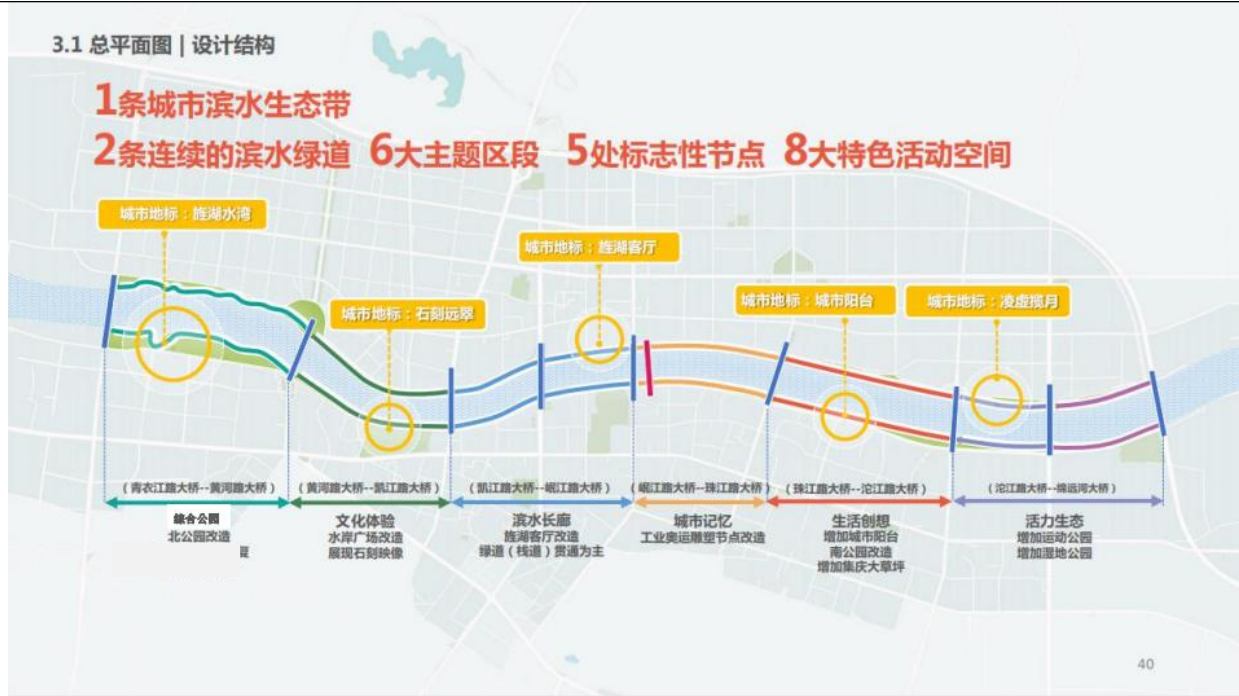 3.1 总平面图 | 设计结构
1条城市滨水生态带
2条连续的滨水绿道 6大主题区段 5处标志性节点 8大特色活动空间
城市地标：旌湖水湾
城市地标：旌湖客厅
城市地标：石刻远翠
城市地标：城市阳台
城市地标：凌虚揽月
（青衣江路大桥--黄河路大桥）
（黄河路大桥--凯江路大桥）
（凯江路大桥--岷江路大桥）
（岷江路大桥--珠江路大桥）
（珠江路大桥--沱江路大桥）
（沱江路大桥--绵远河大桥）
综合公园
北公园改造
文化体验
水岸广场改造
展现石刻映像
滨水长廊
旌湖客厅改造
绿道（栈道）贯通为主
城市记忆
工业奥运雕塑节点改造
生活创想
增加城市阳台
南公园改造
增加集庆大草坪
活力生态
增加运动公园
增加湿地公园
40